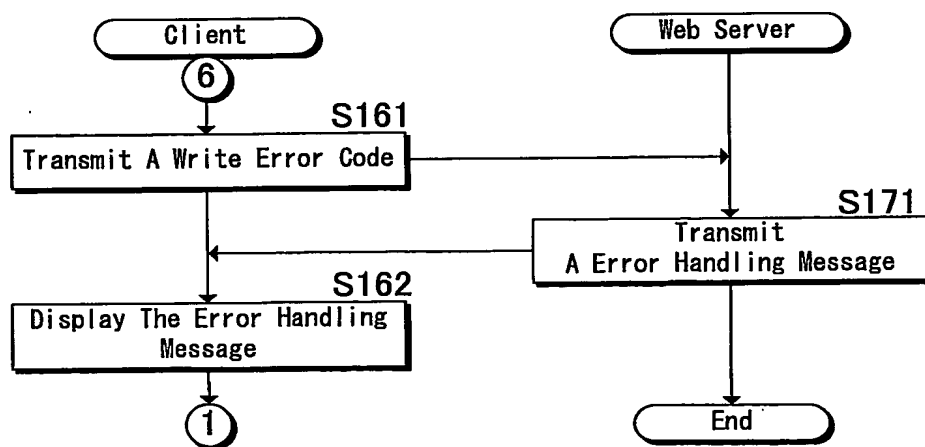 Client
Web Server
6
S161
Transmit A Write Error Code
S171
Transmit
A Error Handling Message
S162
Display The Error Handling
Message
1
End